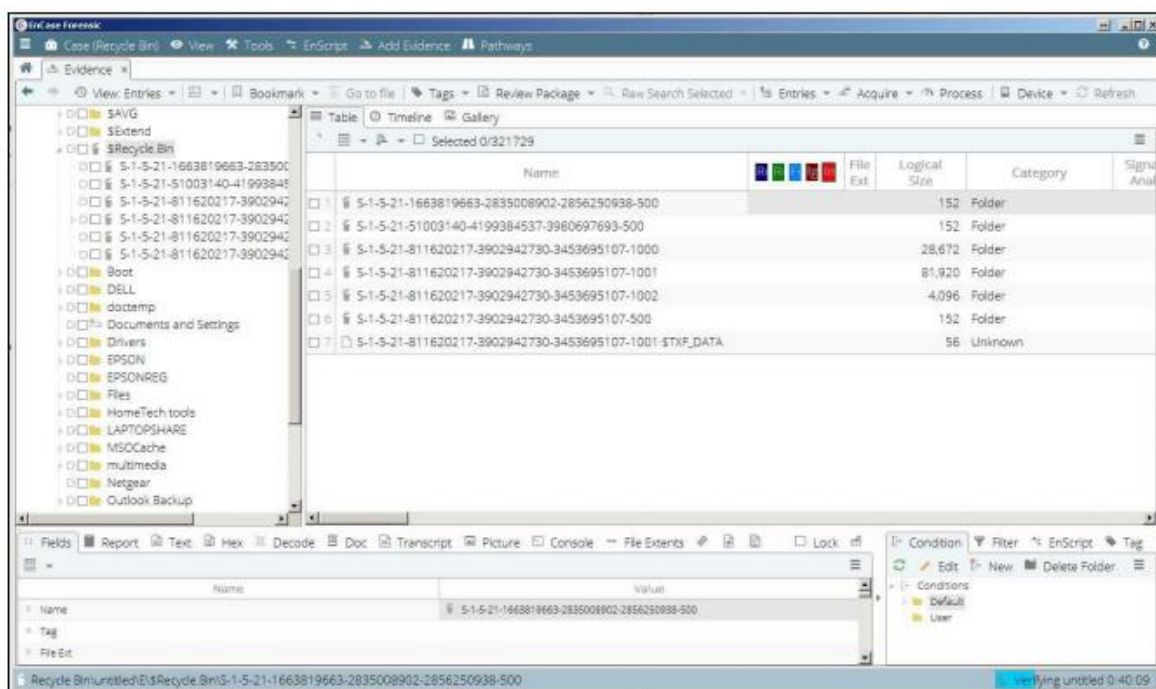 EnCase Forensic
Case (Recycle Bin) View Tools EnScript Add Evidence Pathways
Evidence
View: Entries Bookmark Go to file Tags Review Package Raw Search Selected Entries Acquire Process Device Refresh
$AVG
$Extend
$Recycle.Bin
S-1-5-21-1663819663-28350
S-1-5-21-51003140-41993845
S-1-5-21-811620217-3902942
S-1-5-21-811620217-3902942
S-1-5-21-811620217-3902942
S-1-5-21-811620217-3902942
Boot
DELL
doctemp
Documents and Settings
Drivers
EPSON
EPSONREG
Files
HomeTech tools
LAPTOPSHARE
MSOCache
multimedia
Netgear
Outlook Backup
Table Timeline Gallery
Selected 0/321729
Name File Ext Logical Size Category Signa Anal
1 S-1-5-21-1663819663-2835008902-2856250938-500 152 Folder
2 S-1-5-21-51003140-4199384537-3980697693-500 152 Folder
3 S-1-5-21-811620217-3902942730-3453695107-1000 28,672 Folder
4 S-1-5-21-811620217-3902942730-3453695107-1001 81,920 Folder
5 S-1-5-21-811620217-3902942730-3453695107-1002 4,096 Folder
6 S-1-5-21-811620217-3902942730-3453695107-500 152 Folder
7 S-1-5-21-811620217-3902942730-3453695107-1001·$TXF_DATA 56 Unknown
Fields Report Text Hex Decode Doc Transcript Picture Console File Extents Lock
Name Value
Name S-1-5-21-1663819663-2835008902-2856250938-500
Tag
File Ext
Condition Filter EnScript Tag
Edit New Delete Folder
Conditions
Default
User
Recycle Bin\untitled\E\$Recycle.Bin\S-1-5-21-1663819663-2835008902-2856250938-500
Verifying untitled 0:40:09